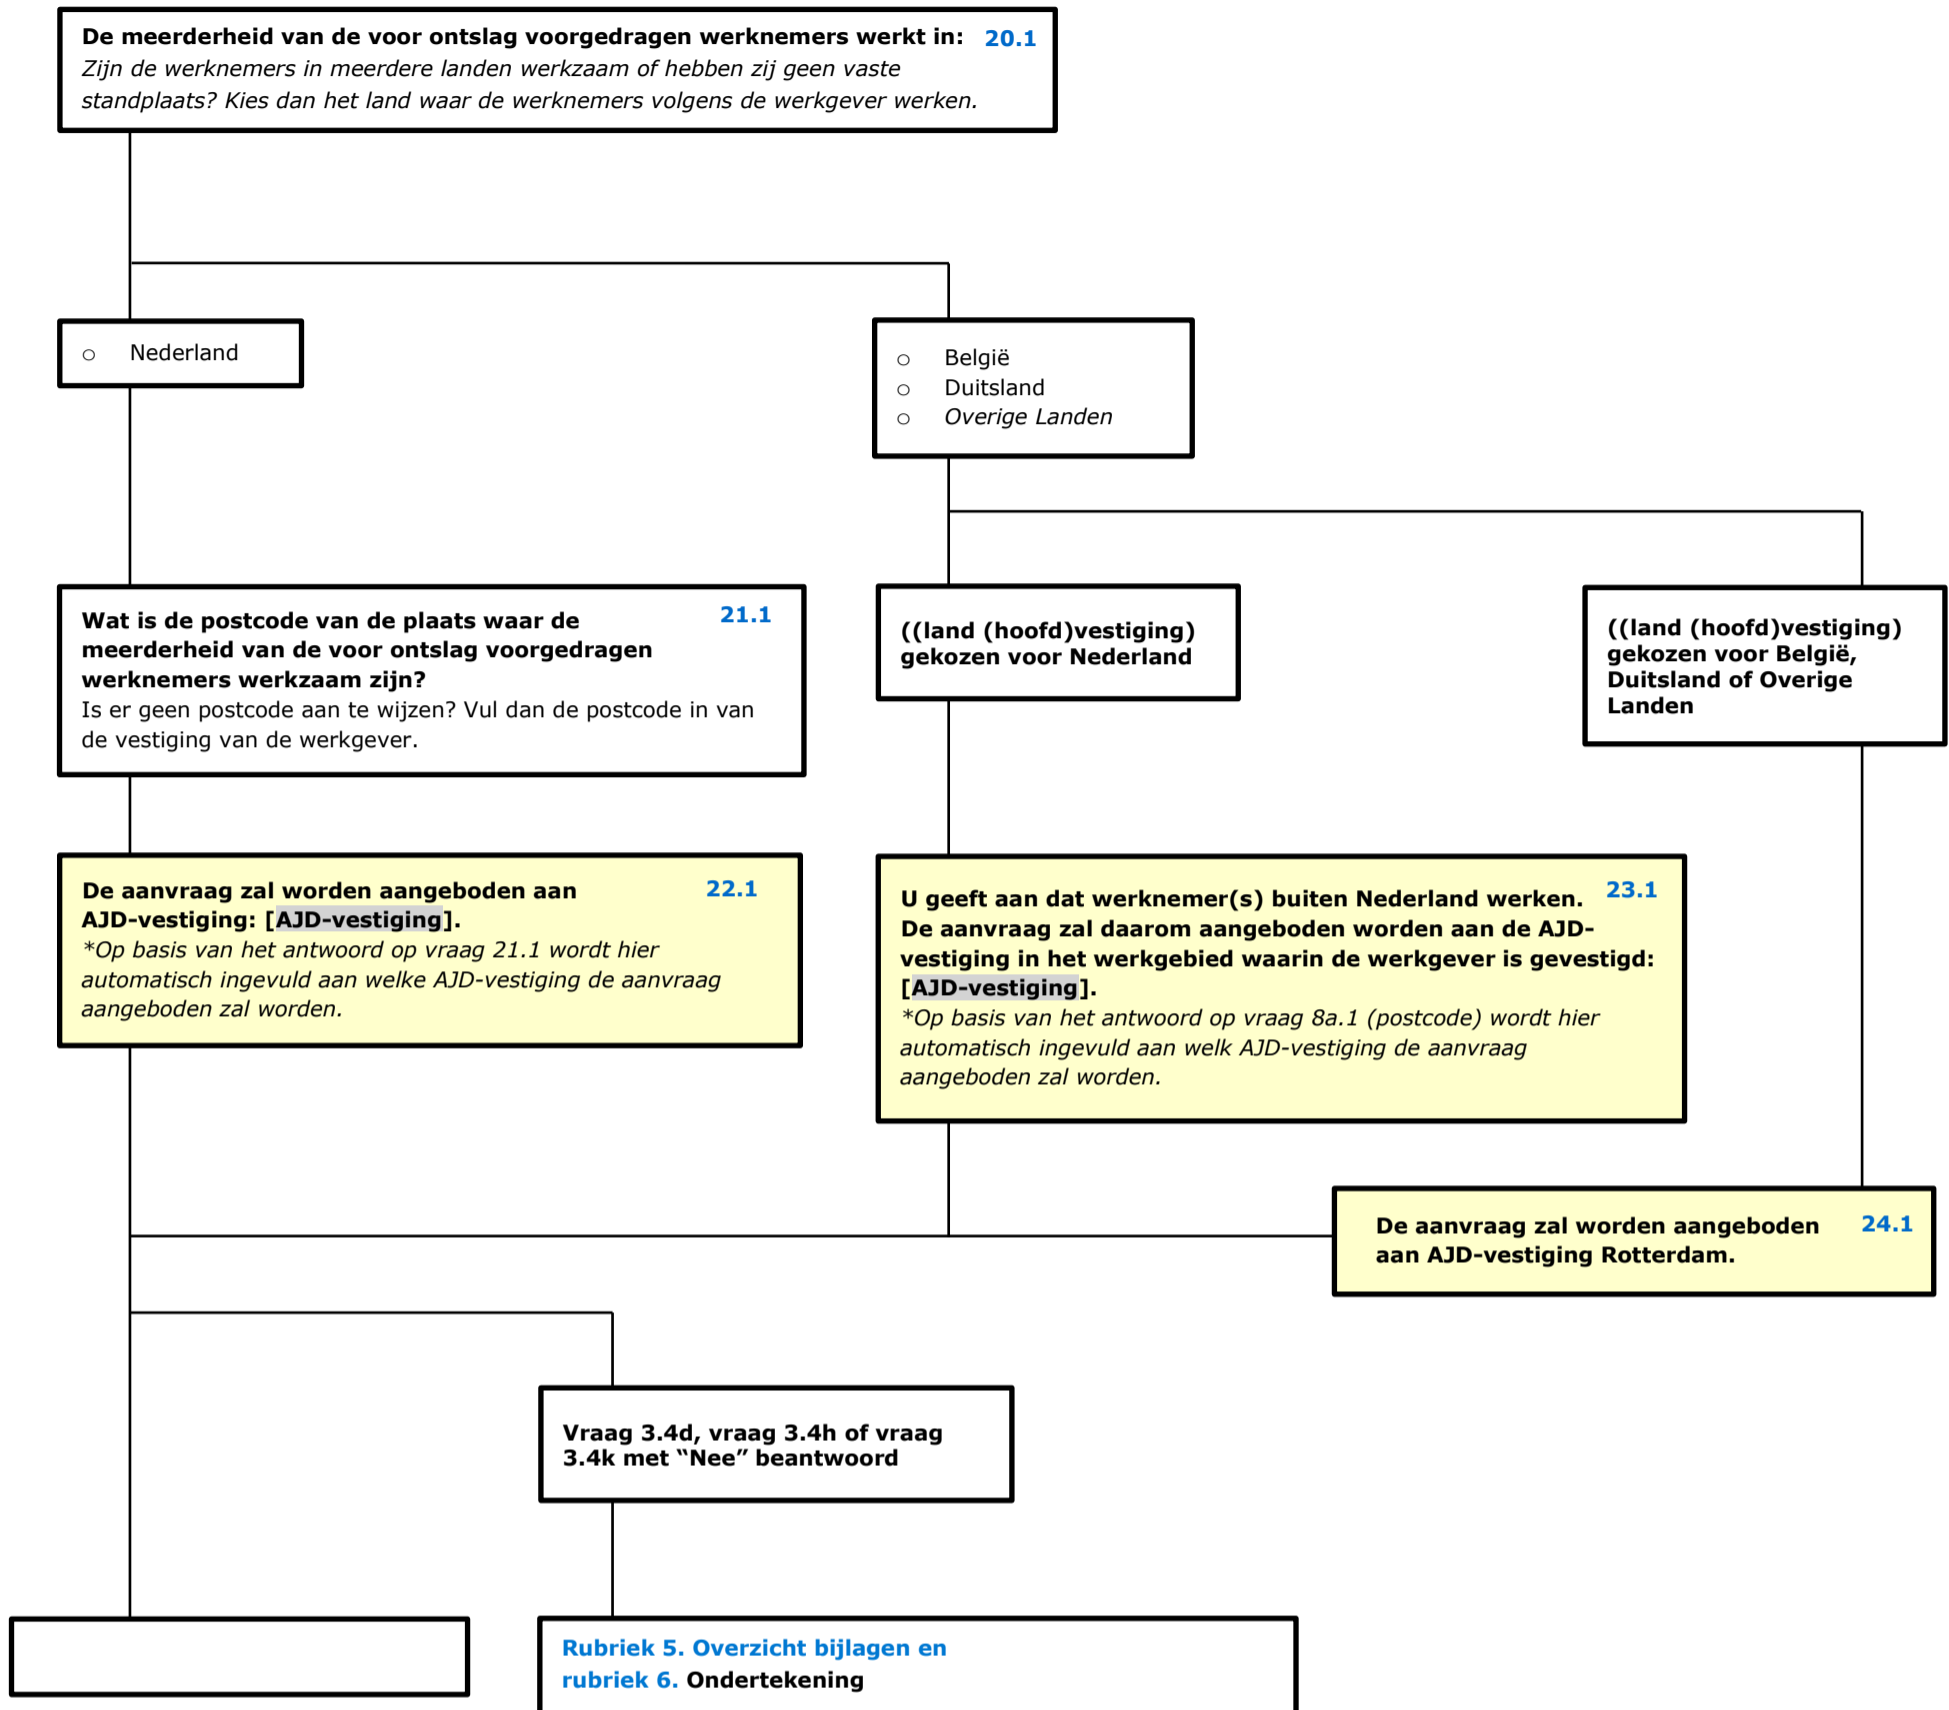 De meerderheid van de voor ontslag voorgedragen werknemers werkt in: 20.1
Zijn de werknemers in meerdere landen werkzaam of hebben zij geen vaste
standplaats? Kies dan het land waar de werknemers volgens de werkgever werken.
o Nederland
o België
o Duitsland
o Overige Landen
Wat is de postcode van de plaats waar de 21.1
meerderheid van de voor ontslag voorgedragen
werknemers werkzaam zijn?
Is er geen postcode aan te wijzen? Vul dan de postcode in van
de vestiging van de werkgever.
((land (hoofd)vestiging)
gekozen voor Nederland
((land (hoofd)vestiging)
gekozen voor België,
Duitsland of Overige
Landen
De aanvraag zal worden aangeboden aan 22.1
AJD-vestiging: [AJD-vestiging].
*Op basis van het antwoord op vraag 21.1 wordt hier
automatisch ingevuld aan welke AJD-vestiging de aanvraag
aangeboden zal worden.
U geeft aan dat werknemer(s) buiten Nederland werken. 23.1
De aanvraag zal daarom aangeboden worden aan de AJD-
vestiging in het werkgebied waarin de werkgever is gevestigd:
[AJD-vestiging].
*Op basis van het antwoord op vraag 8a.1 (postcode) wordt hier
automatisch ingevuld aan welk AJD-vestiging de aanvraag
aangeboden zal worden.
De aanvraag zal worden aangeboden 24.1
aan AJD-vestiging Rotterdam.
Vraag 3.4d, vraag 3.4h of vraag
3.4k met “Nee” beantwoord
Rubriek 5. Overzicht bijlagen en
rubriek 6. Ondertekening